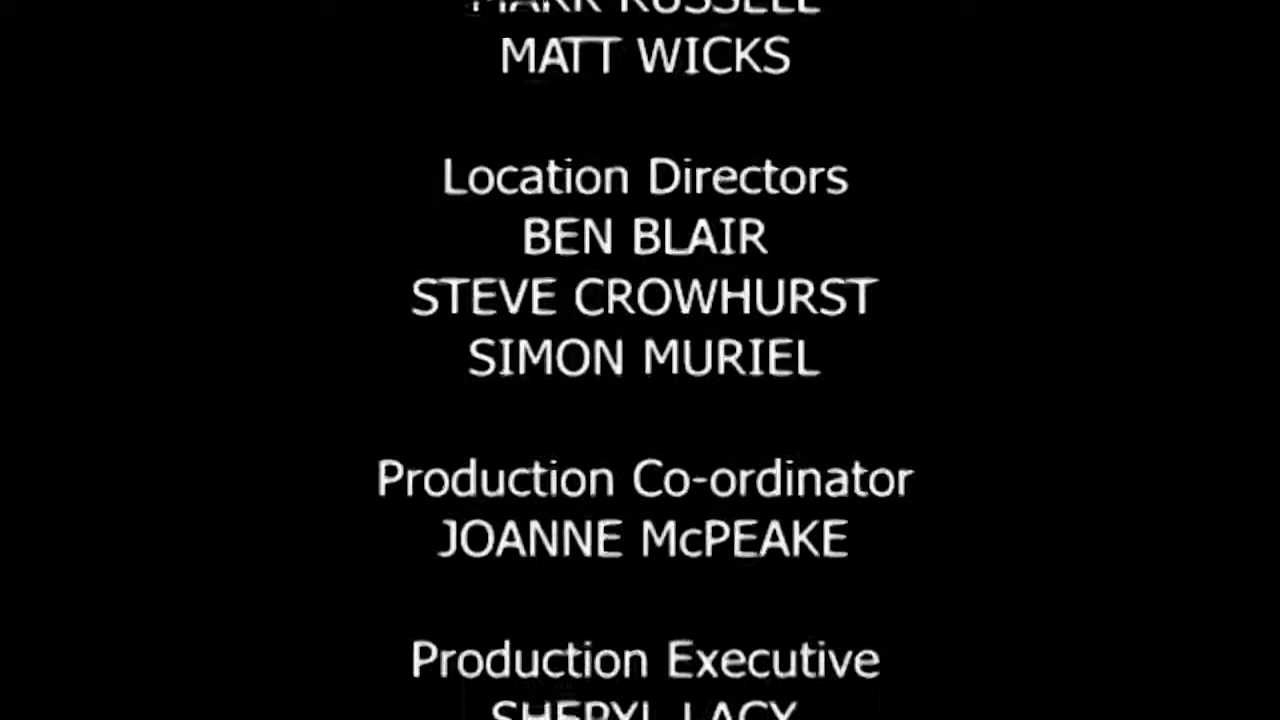 MARK RUSSELL
MATT WICKS
Location Directors
BEN BLAIR
STEVE CROWHURST
SIMON MURIEL
Production Co-ordinator
JOANNE McPEAKE
Production Executive
SHERYL LACY